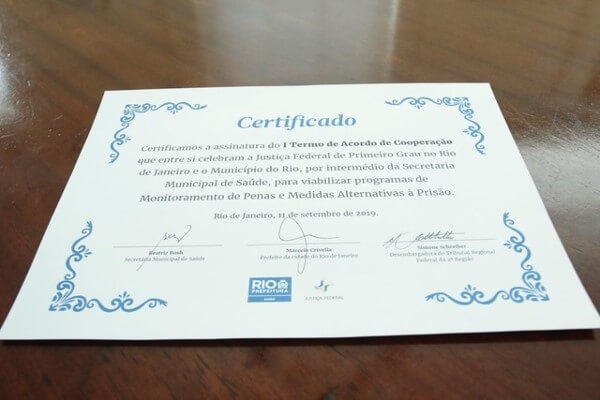 Certificado
Certificamos a assinatura do I Termo de Acordo de Cooperação
que entre si celebram a Justiça Federal de Primeiro Grau no Rio
de Janeiro e o Município do Rio, por intermédio da Secretaria
Municipal de Saúde, para viabilizar programas de
Monitoramento de Penas e Medidas Alternativas à Prisão.
Rio de Janeiro, 11 de setembro de 2019.
Beatriz Bush
Secretária Municipal de Saúde
Marcelo Crivella
Prefeito da cidade do Rio de Janeiro
Simone Schreiber
Desembargadora do Tribunal Regional
Federal da 2ª Região
RIO
PREFEITURA
JUSTIÇA FEDERAL